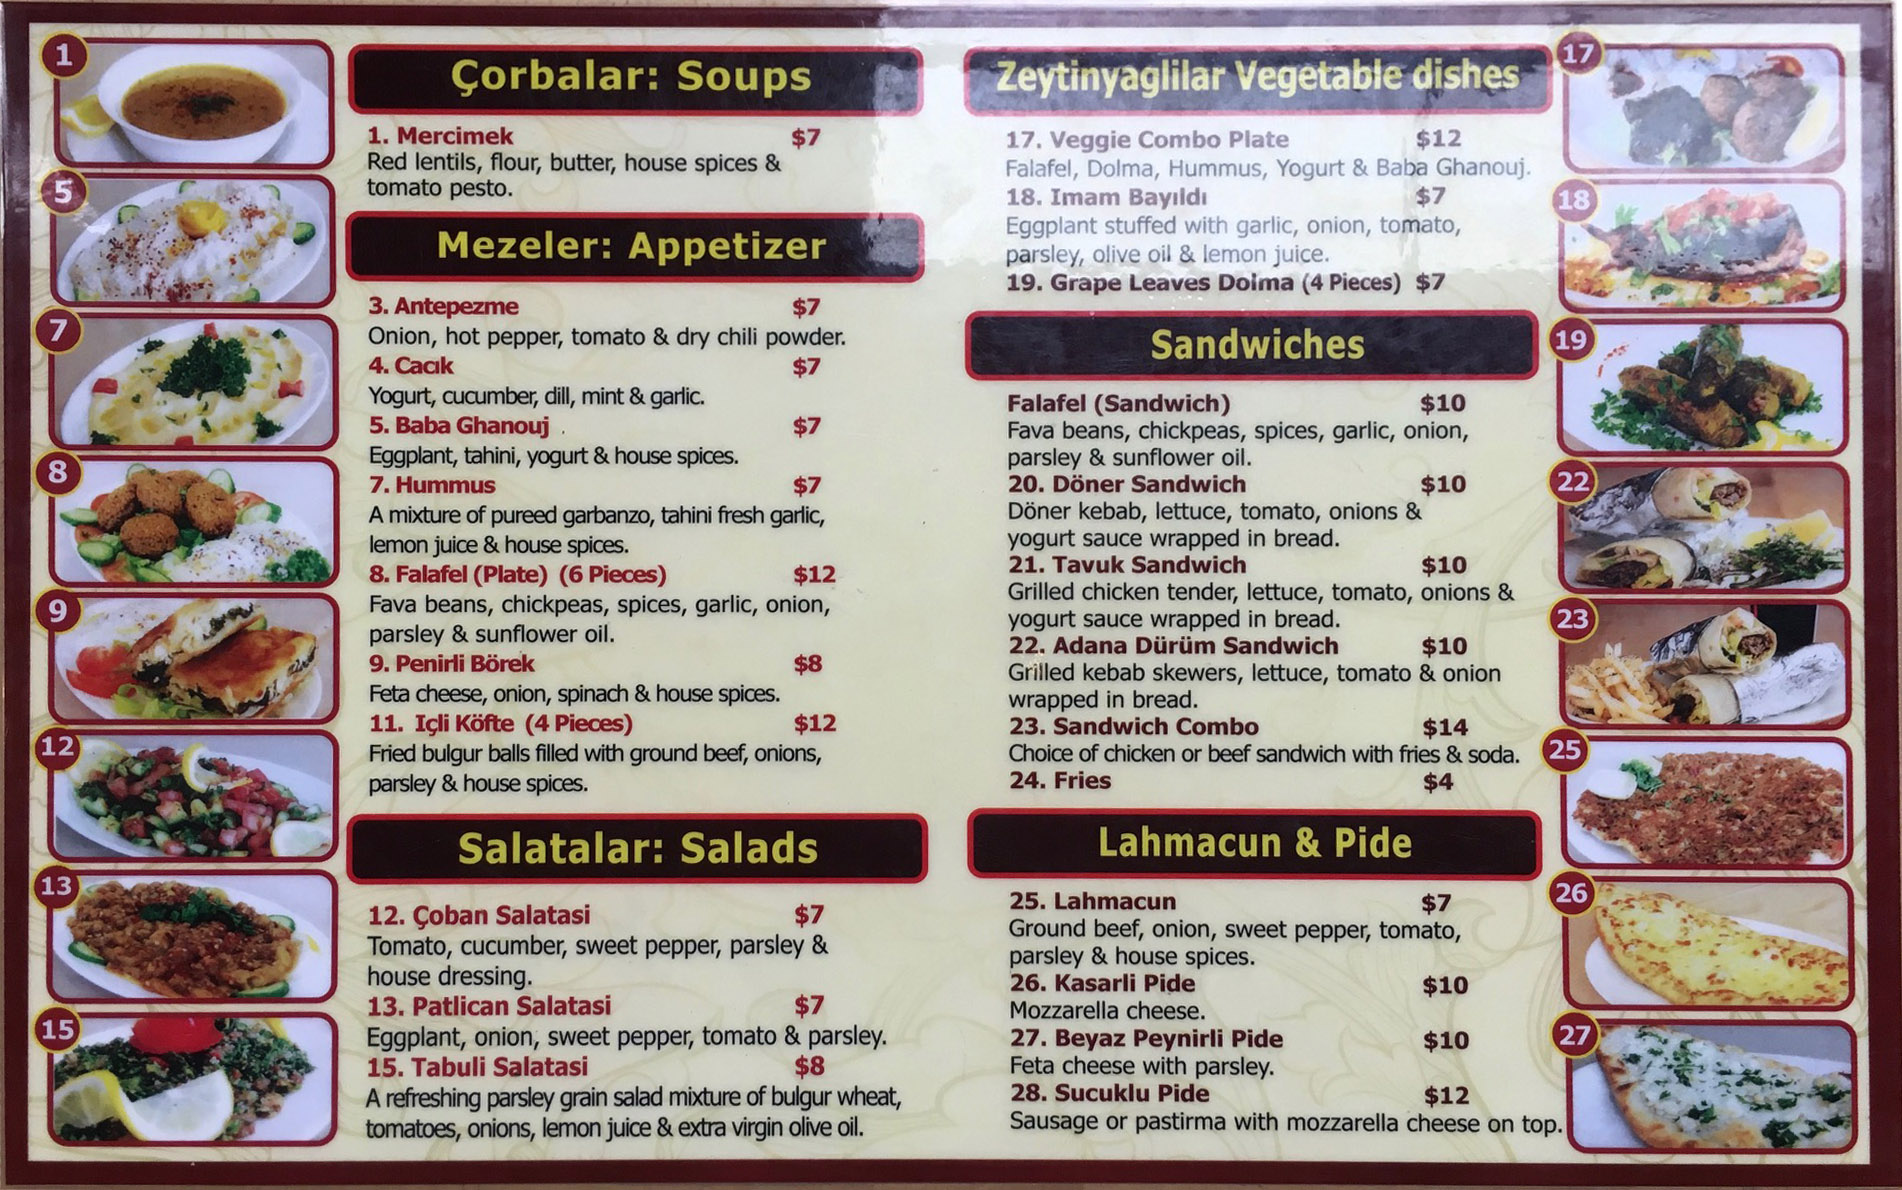 Çorbalar: Soups
1. Mercimek $7
Red lentils, flour, butter, house spices &
tomato pesto.
Mezeler: Appetizer
3. Antepezme $7
Onion, hot pepper, tomato & dry chili powder.
4. Cacık $7
Yogurt, cucumber, dill, mint & garlic.
5. Baba Ghanouj $7
Eggplant, tahini, yogurt & house spices.
7. Hummus $7
A mixture of pureed garbanzo, tahini fresh garlic,
lemon juice & house spices.
8. Falafel (Plate) (6 Pieces) $12
Fava beans, chickpeas, spices, garlic, onion,
parsley & sunflower oil.
9. Penirli Börek $8
Feta cheese, onion, spinach & house spices.
11. Içli Köfte (4 Pieces) $12
Fried bulgur balls filled with ground beef, onions,
parsley & house spices.
Salatalar: Salads
12. Çoban Salatasi $7
Tomato, cucumber, sweet pepper, parsley &
house dressing.
13. Patlican Salatasi $7
Eggplant, onion, sweet pepper, tomato & parsley.
15. Tabuli Salatasi $8
A refreshing parsley grain salad mixture of bulgur wheat,
tomatoes, onions, lemon juice & extra virgin olive oil.
1
5
7
8
9
12
13
15
Zeytinyaglilar Vegetable dishes
17. Veggie Combo Plate $12
Falafel, Dolma, Hummus, Yogurt & Baba Ghanouj.
18. Imam Bayıldı $7
Eggplant stuffed with garlic, onion, tomato,
parsley, olive oil & lemon juice.
19. Grape Leaves Dolma (4 Pieces) $7
Sandwiches
Falafel (Sandwich) $10
Fava beans, chickpeas, spices, garlic, onion,
parsley & sunflower oil.
20. Döner Sandwich $10
Döner kebab, lettuce, tomato, onions &
yogurt sauce wrapped in bread.
21. Tavuk Sandwich $10
Grilled chicken tender, lettuce, tomato, onions &
yogurt sauce wrapped in bread.
22. Adana Dürüm Sandwich $10
Grilled kebab skewers, lettuce, tomato & onion
wrapped in bread.
23. Sandwich Combo $14
Choice of chicken or beef sandwich with fries & soda.
24. Fries $4
Lahmacun & Pide
25. Lahmacun $7
Ground beef, onion, sweet pepper, tomato,
parsley & house spices.
26. Kasarli Pide $10
Mozzarella cheese.
27. Beyaz Peynirli Pide $10
Feta cheese with parsley.
28. Sucuklu Pide $12
Sausage or pastirma with mozzarella cheese on top.
17
18
19
22
23
25
26
27